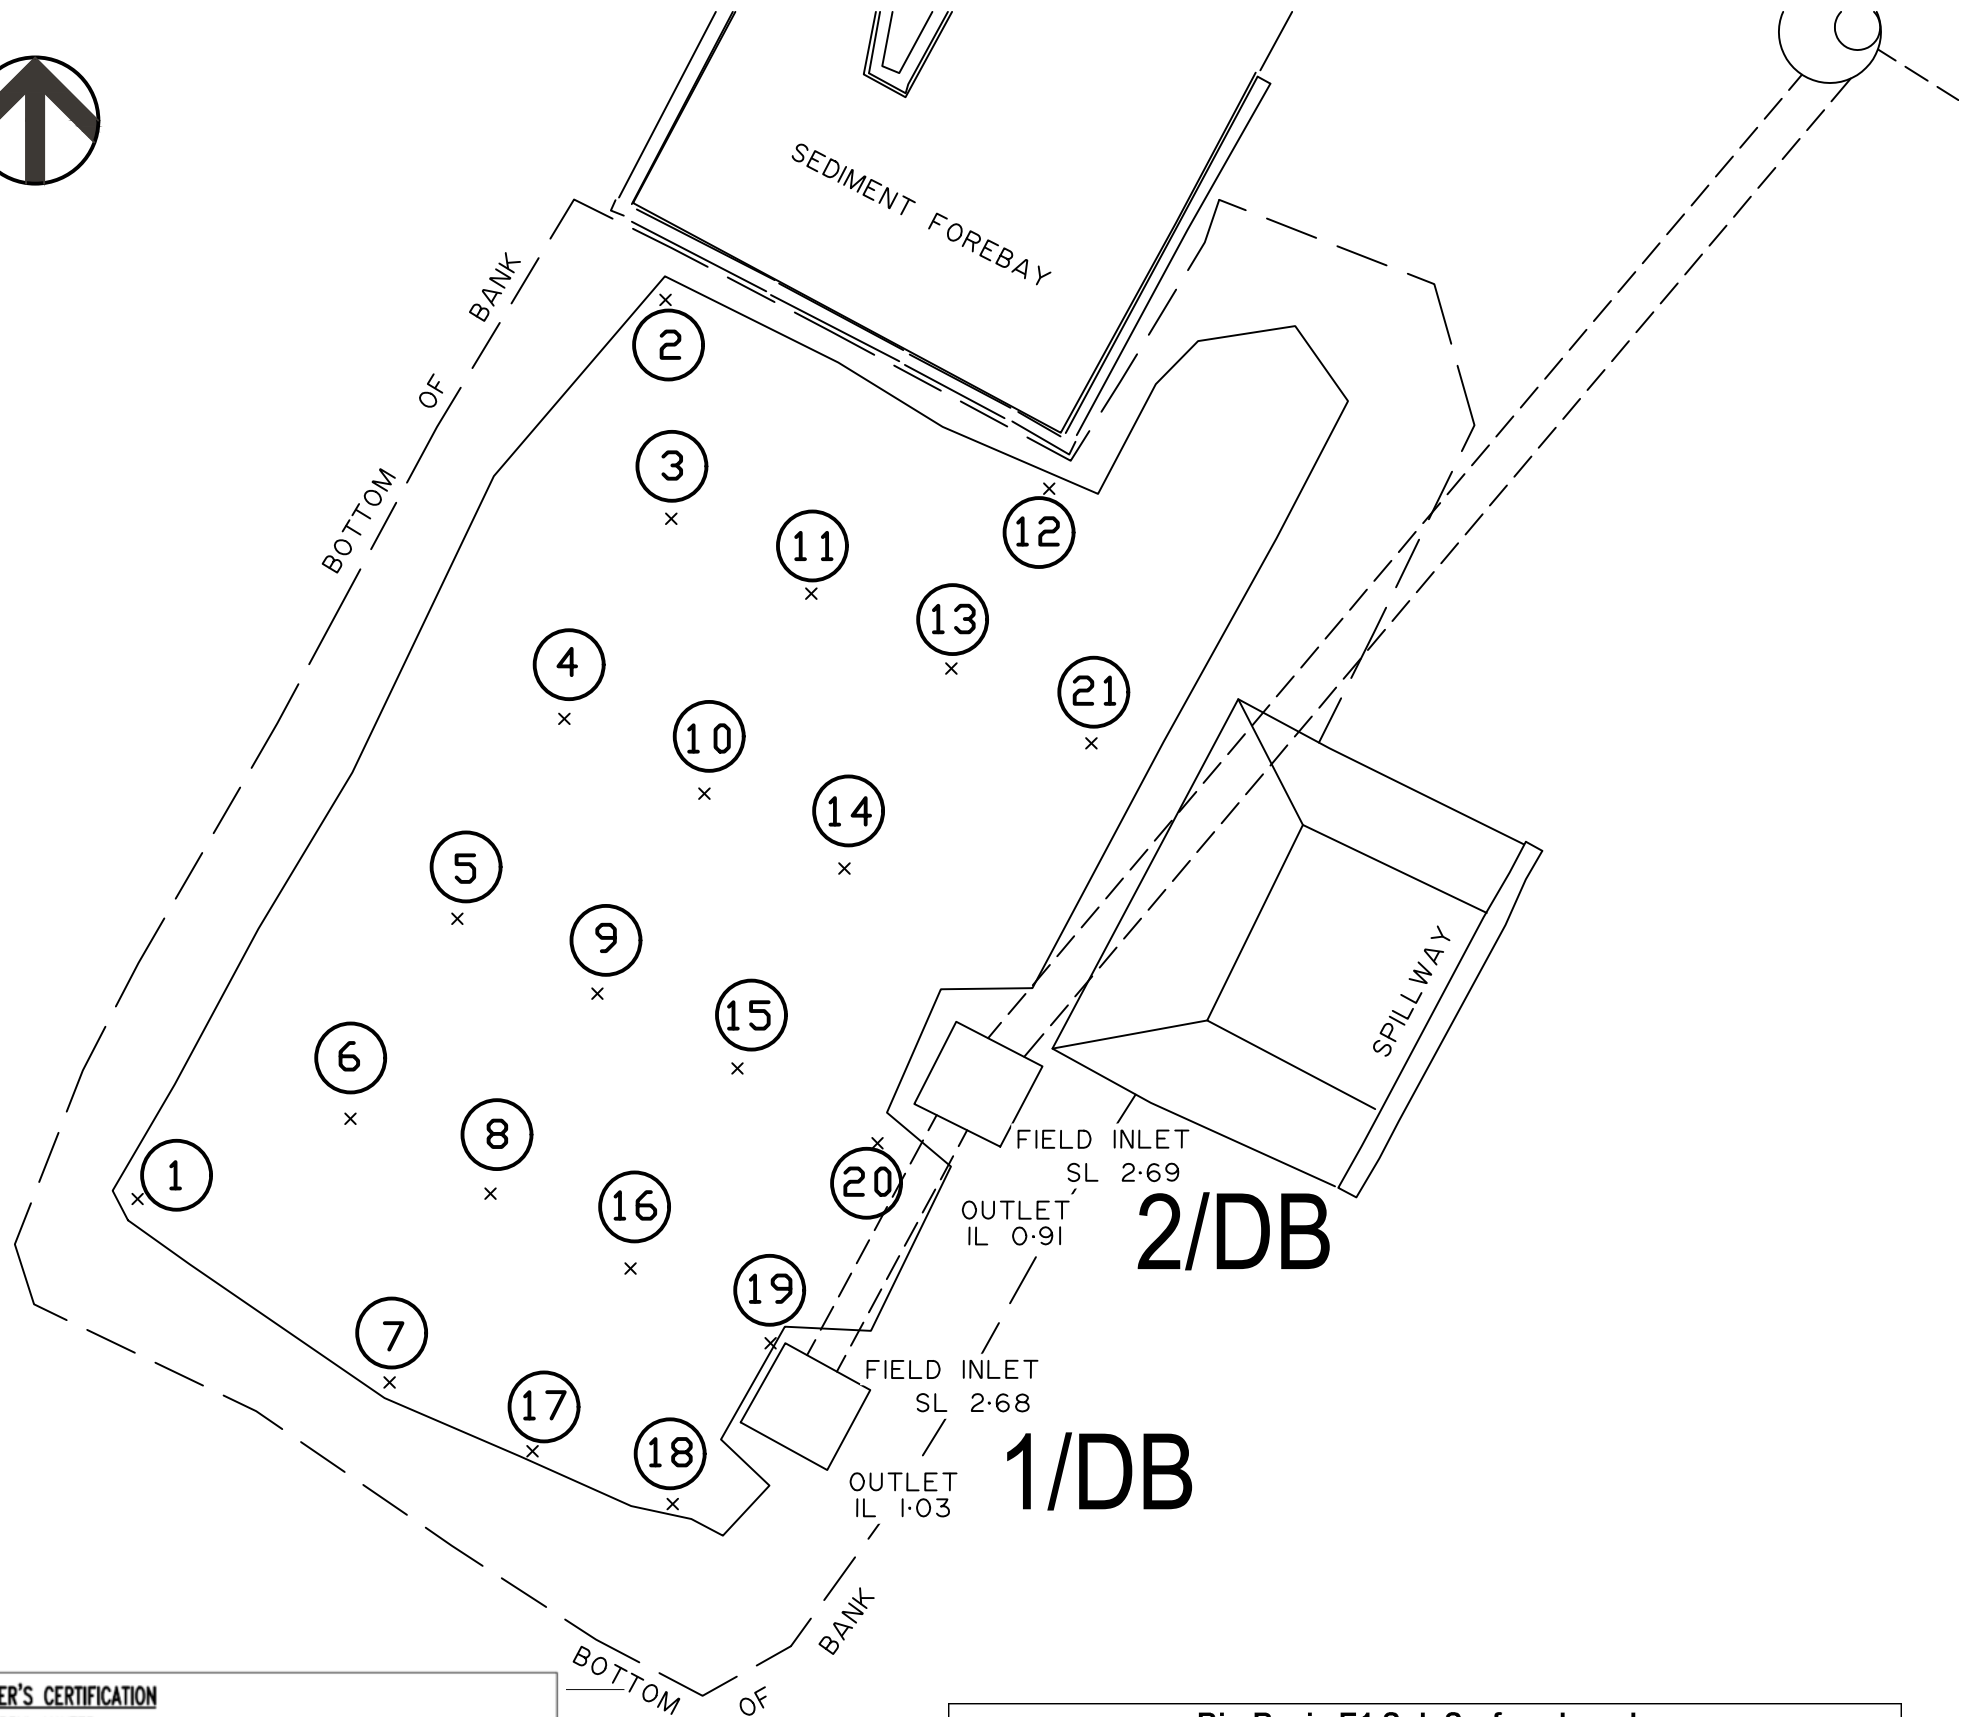 SEDIMENT FOREBAY
BOTTOM OF BANK
2
3
12
11
13
4
21
10
14
5
9
15
6
8
1
20
16
19
7
17
18
SPILLWAY
FIELD INLET
SL 2·69
OUTLET
IL 0·91
2/DB
FIELD INLET
SL 2·68
1/DB
OUTLET
IL 1·03
BOTTOM OF BANK
ER'S CERTIFICATION